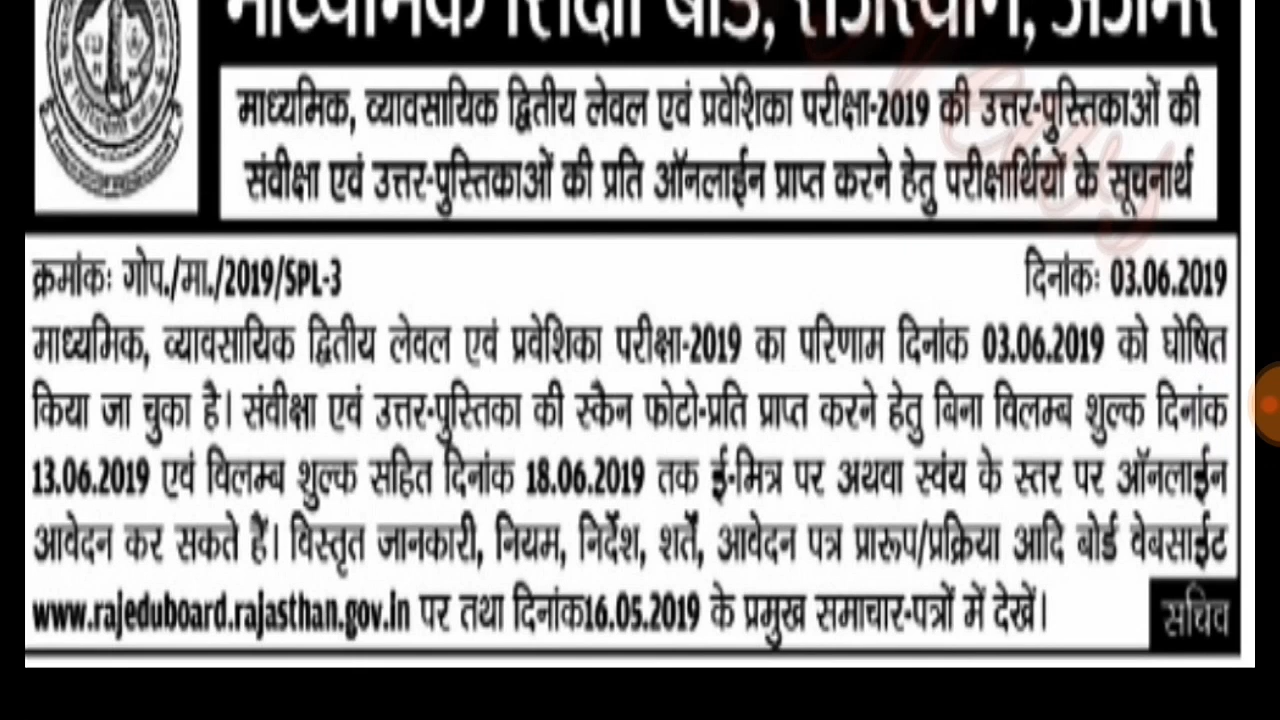 माध्यमिक शिक्षा बोर्ड, राजस्थान, अजमेर
माध्यमिक, व्यावसायिक द्वितीय लेवल एवं प्रवेशिका परीक्षा-2019 की उत्तर-पुस्तिकाओं की
संवीक्षा एवं उत्तर-पुस्तिकाओं की प्रति ऑनलाईन प्राप्त करने हेतु परीक्षार्थियों के सूचनार्थ
क्रमांकः गोप./मा./2019/SPL-3 दिनांकः 03.06.2019
माध्यमिक, व्यावसायिक द्वितीय लेवल एवं प्रवेशिका परीक्षा-2019 का परिणाम दिनांक 03.06.2019 को घोषित
किया जा चुका है। संवीक्षा एवं उत्तर-पुस्तिका की स्कैन फोटो-प्रति प्राप्त करने हेतु बिना विलम्ब शुल्क दिनांक
13.06.2019 एवं विलम्ब शुल्क सहित दिनांक 18.06.2019 तक ई-मित्र पर अथवा स्वंय के स्तर पर ऑनलाईन
आवेदन कर सकते हैं। विस्तृत जानकारी, नियम, निर्देश, शर्तें, आवेदन पत्र प्रारूप/प्रक्रिया आदि बोर्ड वेबसाईट
www.rajeduboard.rajasthan.gov.in पर तथा दिनांक16.05.2019 के प्रमुख समाचार-पत्रों में देखें।
सचिव
News